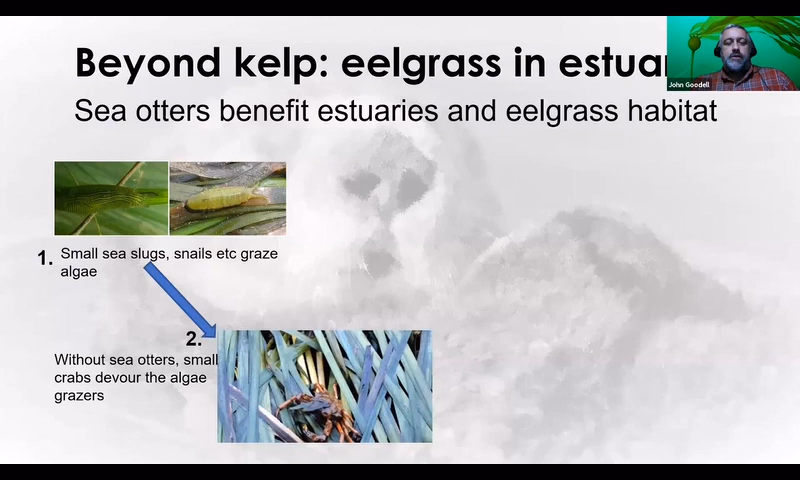 Beyond kelp: eelgrass in estua
John Goodell
Sea otters benefit estuaries and eelgrass habitat
1. Small sea slugs, snails etc graze
algae
2.
Without sea otters, small
crabs devour the algae
grazers